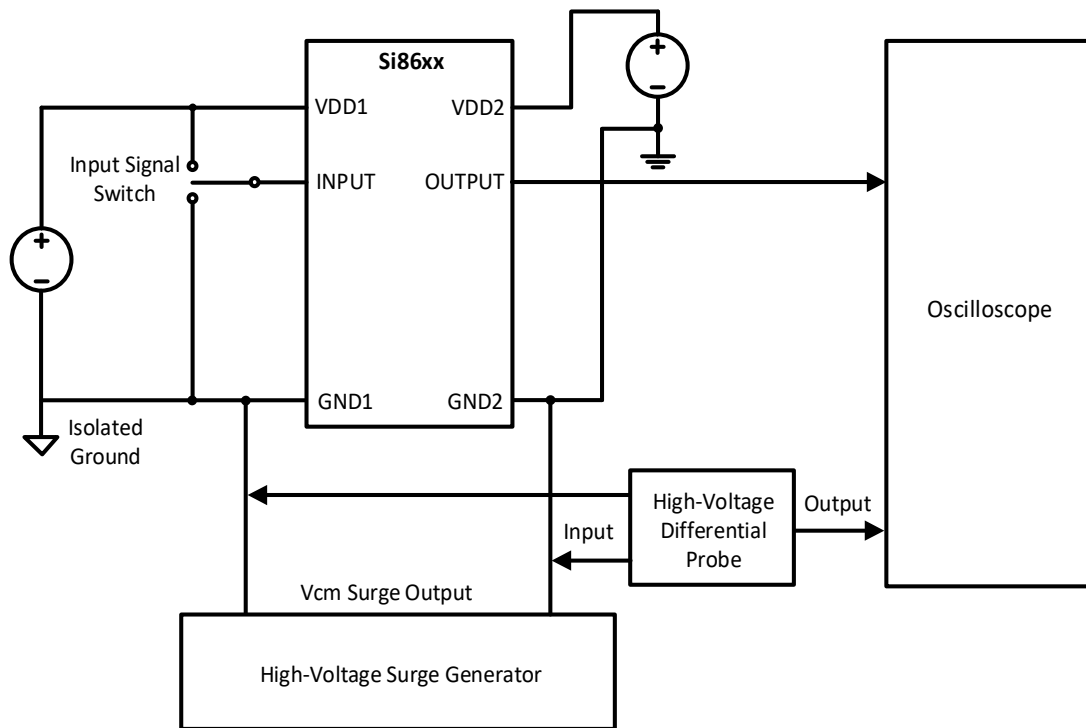 Si86xx
VDD1
VDD2
Input Signal
Switch
INPUT
OUTPUT
+
−
+
−
Oscilloscope
GND1
GND2
Isolated
Ground
High-Voltage
Differential
Probe
Input
Output
Vcm Surge Output
High-Voltage Surge Generator